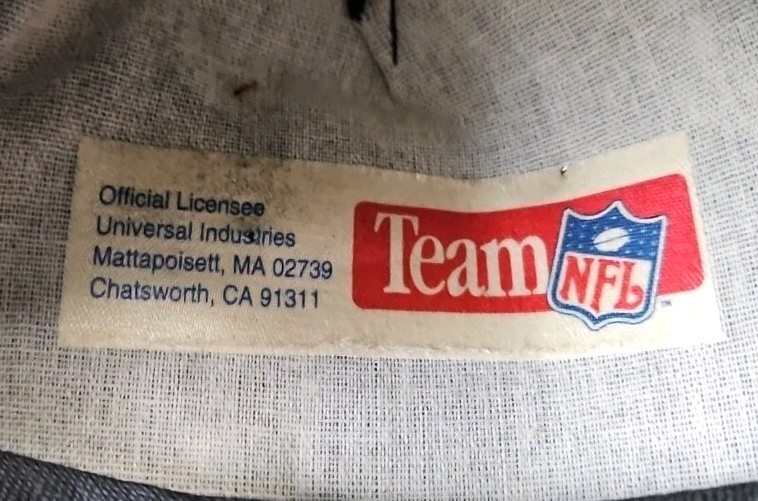 Official Licensee
Universal Industries
Mattapoisett, MA 02739
Chatsworth, CA 91311
Team
NFL
TM